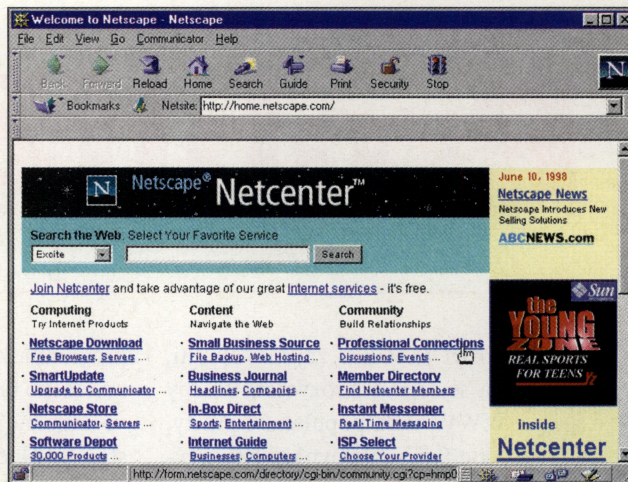 Welcome to Netscape - Netscape
File Edit View Go Communicator Help
Back Forward Reload Home Search Guide Print Security Stop
N
Bookmarks Netsite: http://home.netscape.com/
N Netscape® Netcenter™
Search the Web. Select Your Favorite Service
Excite Search
Join Netcenter and take advantage of our great Internet services - it's free.
Computing
Try Internet Products
Netscape Download
Free Browsers, Servers ...
SmartUpdate
Upgrade to Communicator ...
Netscape Store
Communicator, Servers ...
Software Depot
30,000 Products ...
Content
Navigate the Web
Small Business Source
File Backup, Web Hosting...
Business Journal
Headlines, Companies ...
In-Box Direct
Sports, Entertainment ...
Internet Guide
Businesses, Computers ...
Community
Build Relationships
Professional Connections
Discussions, Events ...
Member Directory
Find Netcenter Members
Instant Messenger
Real-Time Messaging
ISP Select
Choose Your Provider
June 10, 1998
Netscape News
Netscape Introduces New
Selling Solutions
ABCNEWS.com
Sun
the
YOUNG
ZONE
REAL SPORTS
FOR TEENS
inside
Netcenter
http://form.netscape.com/directory/cgi-bin/community.cgi?cp=hmp0